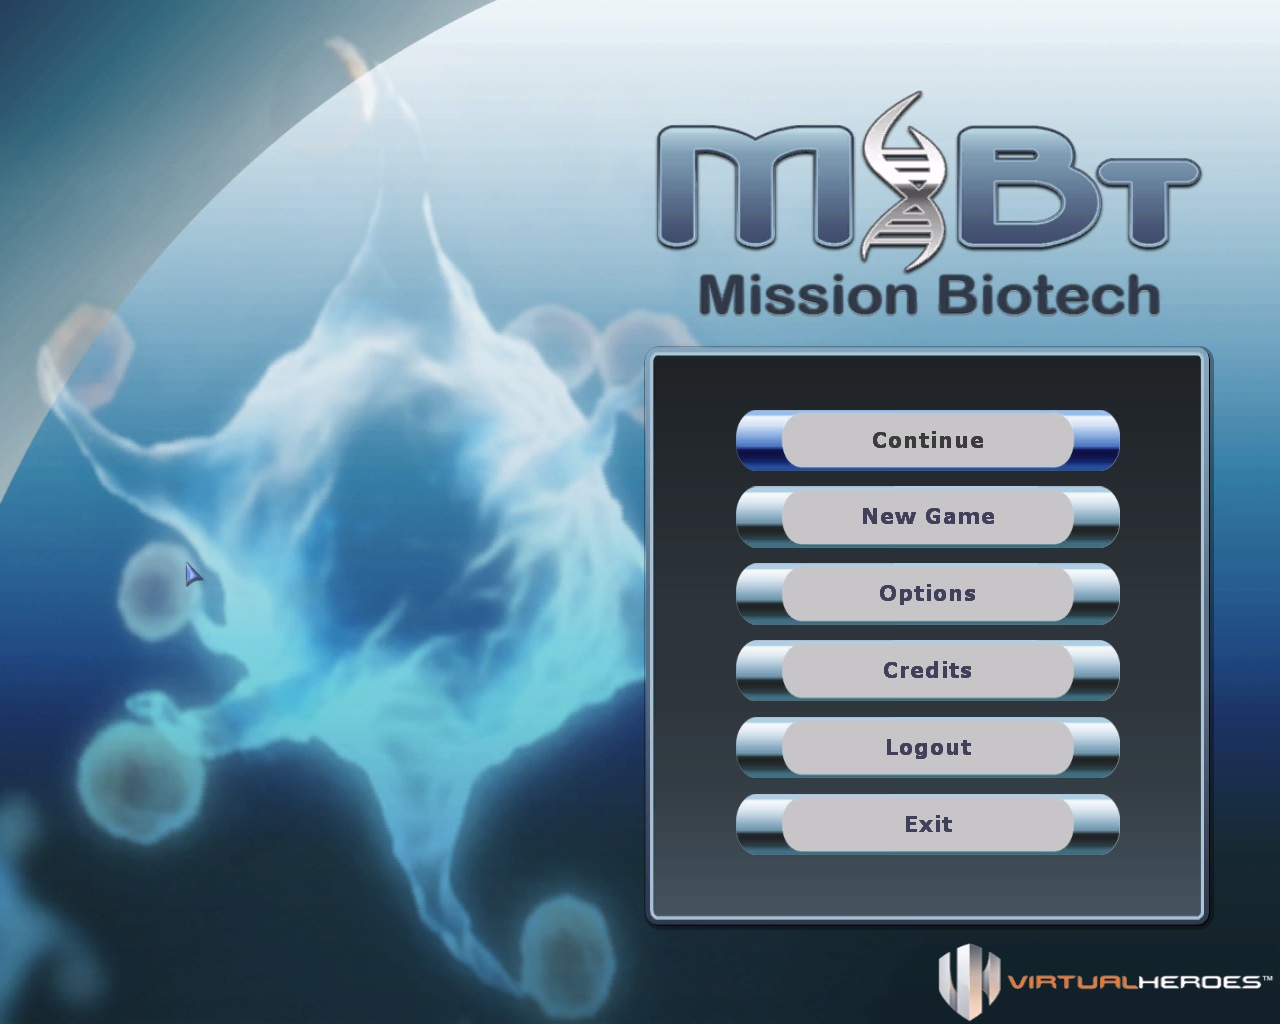 MBT
Mission Biotech
Continue
New Game
Options
Credits
Logout
Exit
VIRTUALHEROES™